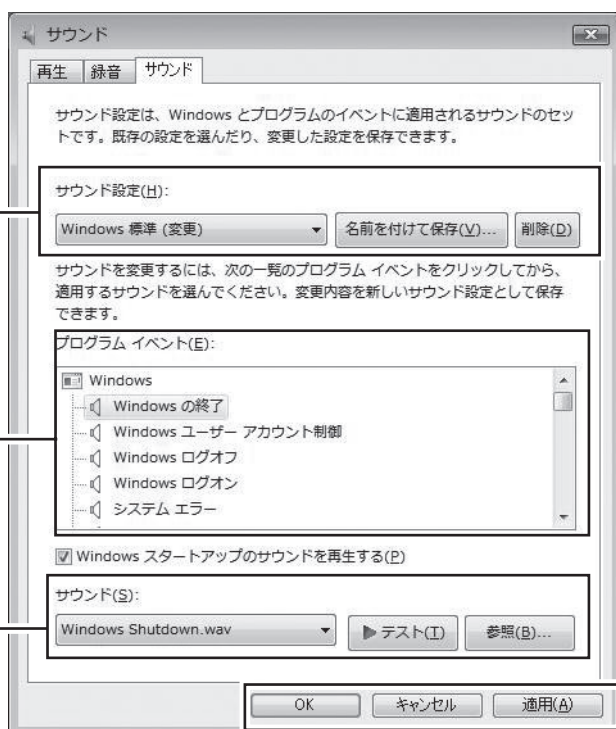 サウンド
再生 録音 サウンド
サウンド設定は、Windows とプログラムのイベントに適用されるサウンドのセッ
トです。既存の設定を選んだり、変更した設定を保存できます。
サウンド設定(H):
Windows 標準 (変更) 名前を付けて保存(V)... 削除(D)
サウンドを変更するには、次の一覧のプログラム イベントをクリックしてから、
適用するサウンドを選んでください。変更内容を新しいサウンド設定として保存
できます。
プログラム イベント(E):
Windows
Windows の終了
Windows ユーザー アカウント制御
Windows ログオフ
Windows ログオン
システム エラー
Windows スタートアップのサウンドを再生する(P)
サウンド(S):
Windows Shutdown.wav テスト(T) 参照(B)...
OK キャンセル 適用(A)